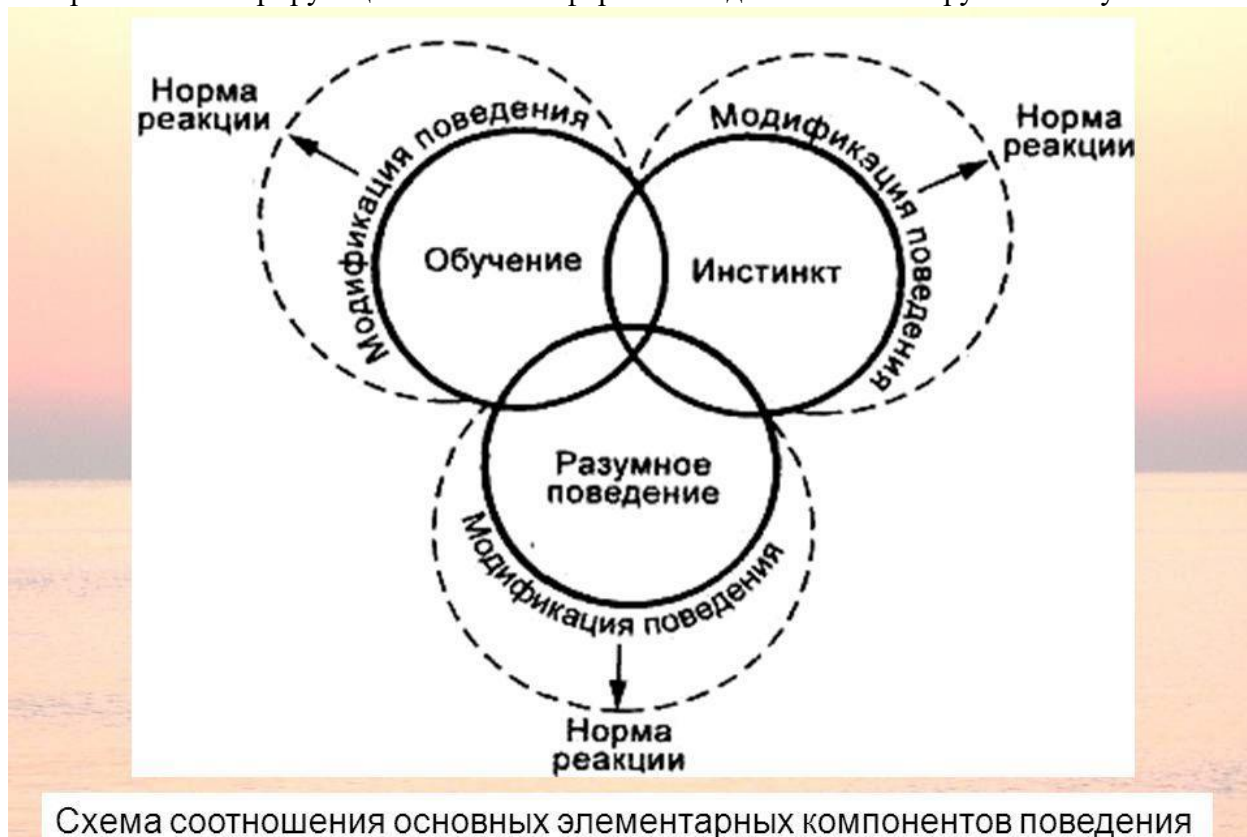 Норма
реакции
Модификация поведения
Модификация поведения
Норма
реакции
Обучение
Инстинкт
Разумное
поведение
Модификация поведения
Норма
реакции
Схема соотношения основных элементарных компонентов поведения